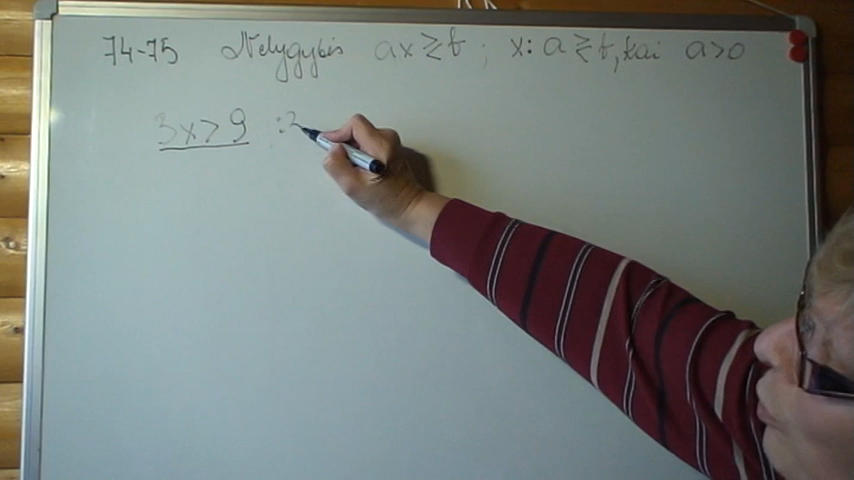 74-75 Nelygybės ax ≷ b ; x : a ≷ b, kai a > 0
3x > 9 :3